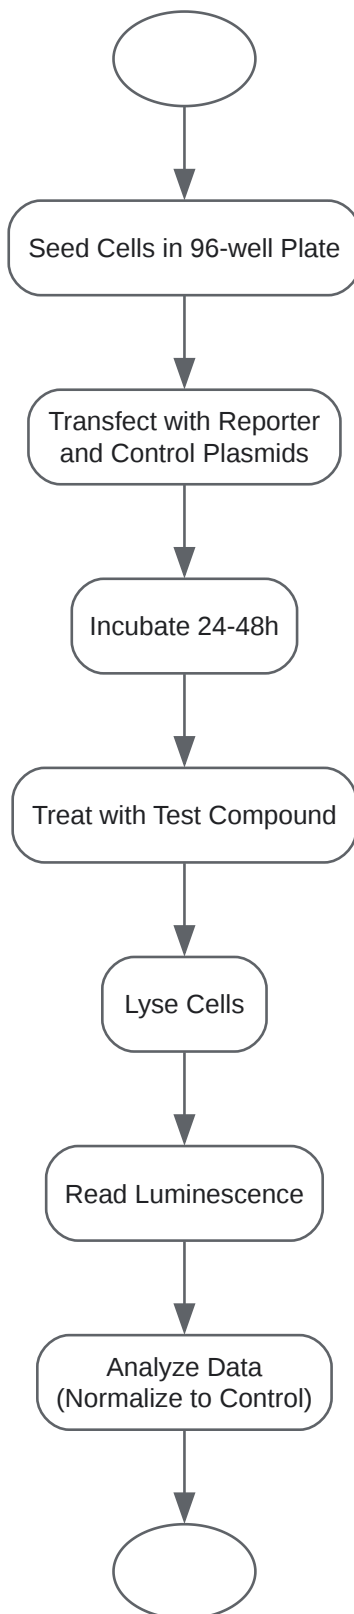 Seed Cells in 96-well Plate
Transfect with Reporter
and Control Plasmids
Incubate 24-48h
Treat with Test Compound
Lyse Cells
Read Luminescence
Analyze Data
(Normalize to Control)